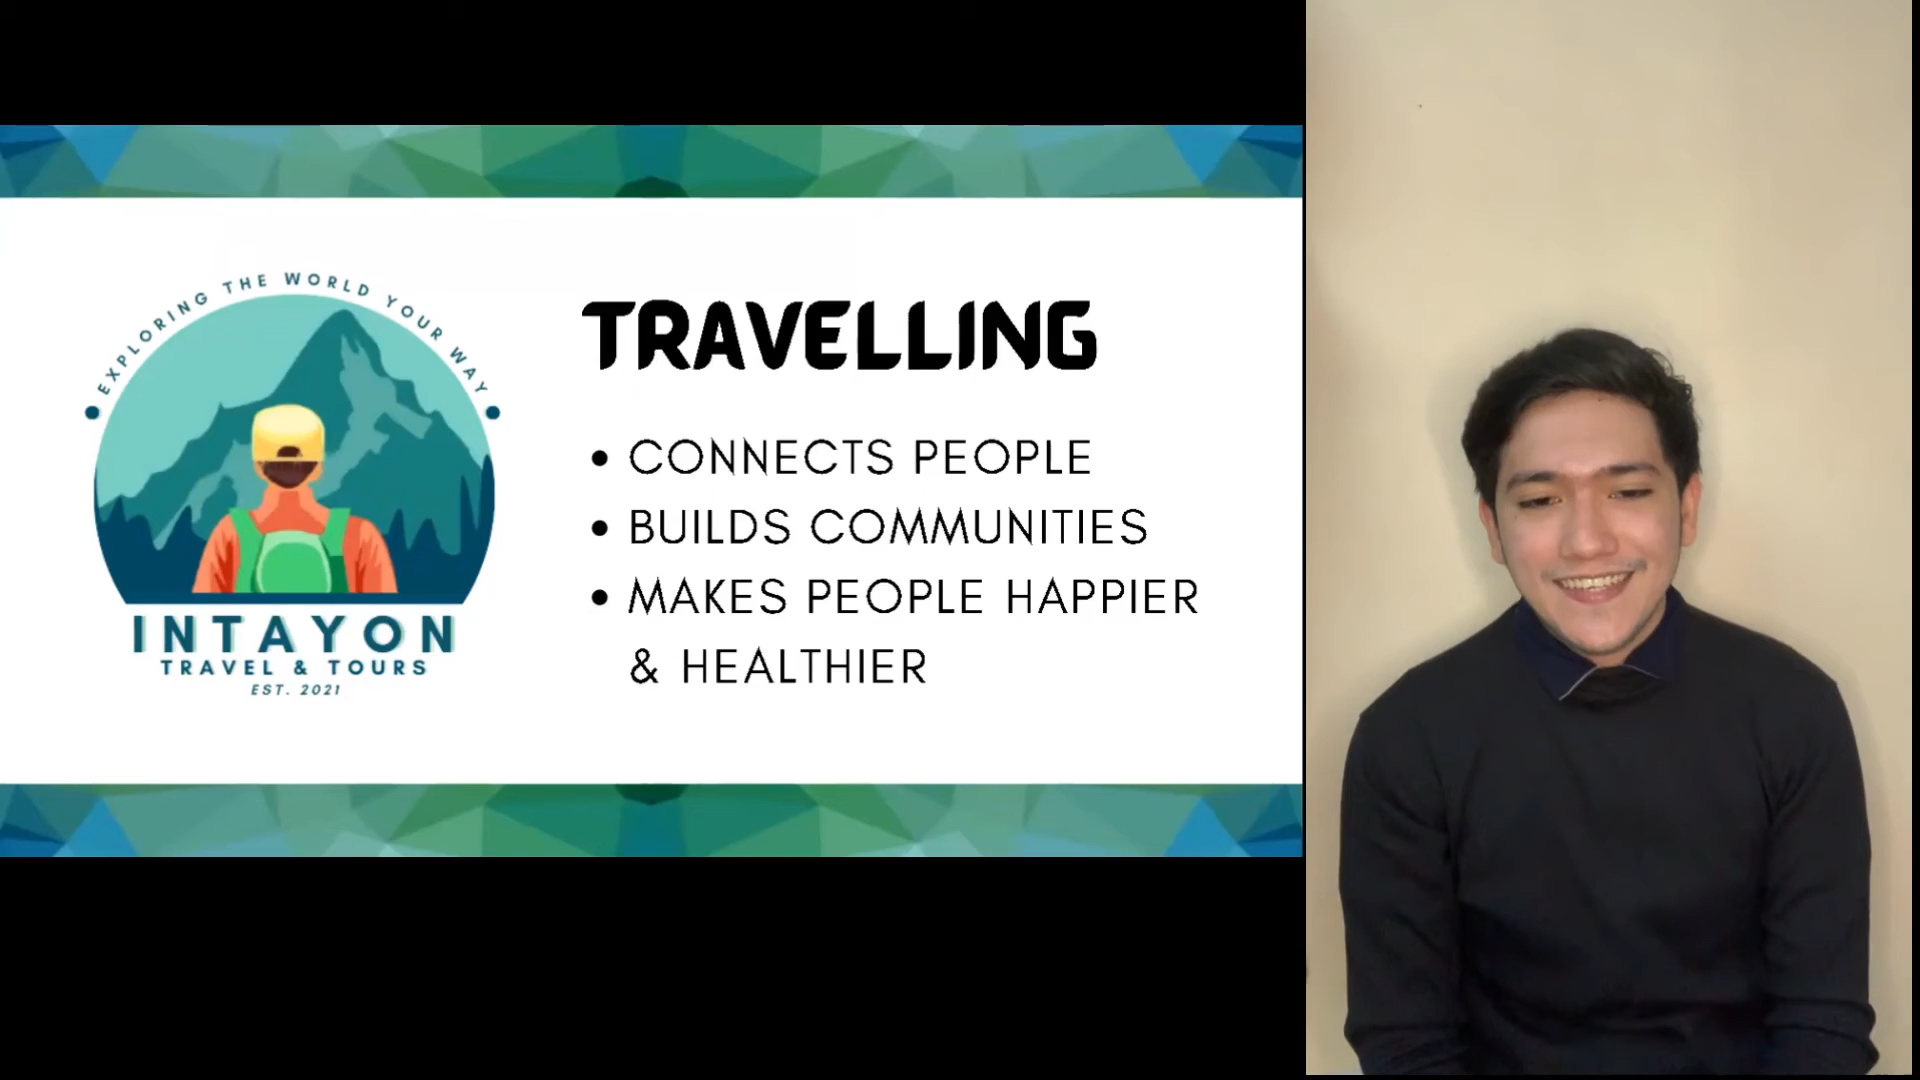 EXPLORING THE WORLD YOUR WAY
INTAYON
TRAVEL & TOURS
EST. 2021
TRAVELLING
• CONNECTS PEOPLE
• BUILDS COMMUNITIES
• MAKES PEOPLE HAPPIER
& HEALTHIER